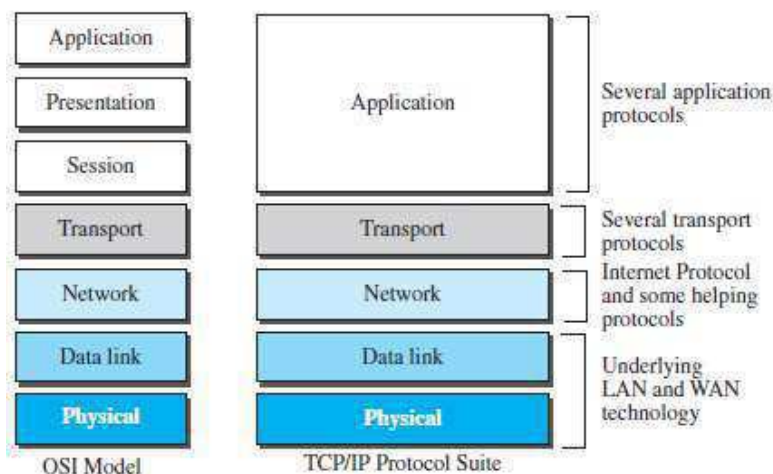 Application
Presentation
Session
Transport
Network
Data link
Physical
OSI Model
Application
Transport
Network
Data link
Physical
TCP/IP Protocol Suite
Several application
protocols
Several transport
protocols
Internet Protocol
and some helping
protocols
Underlying
LAN and WAN
technology